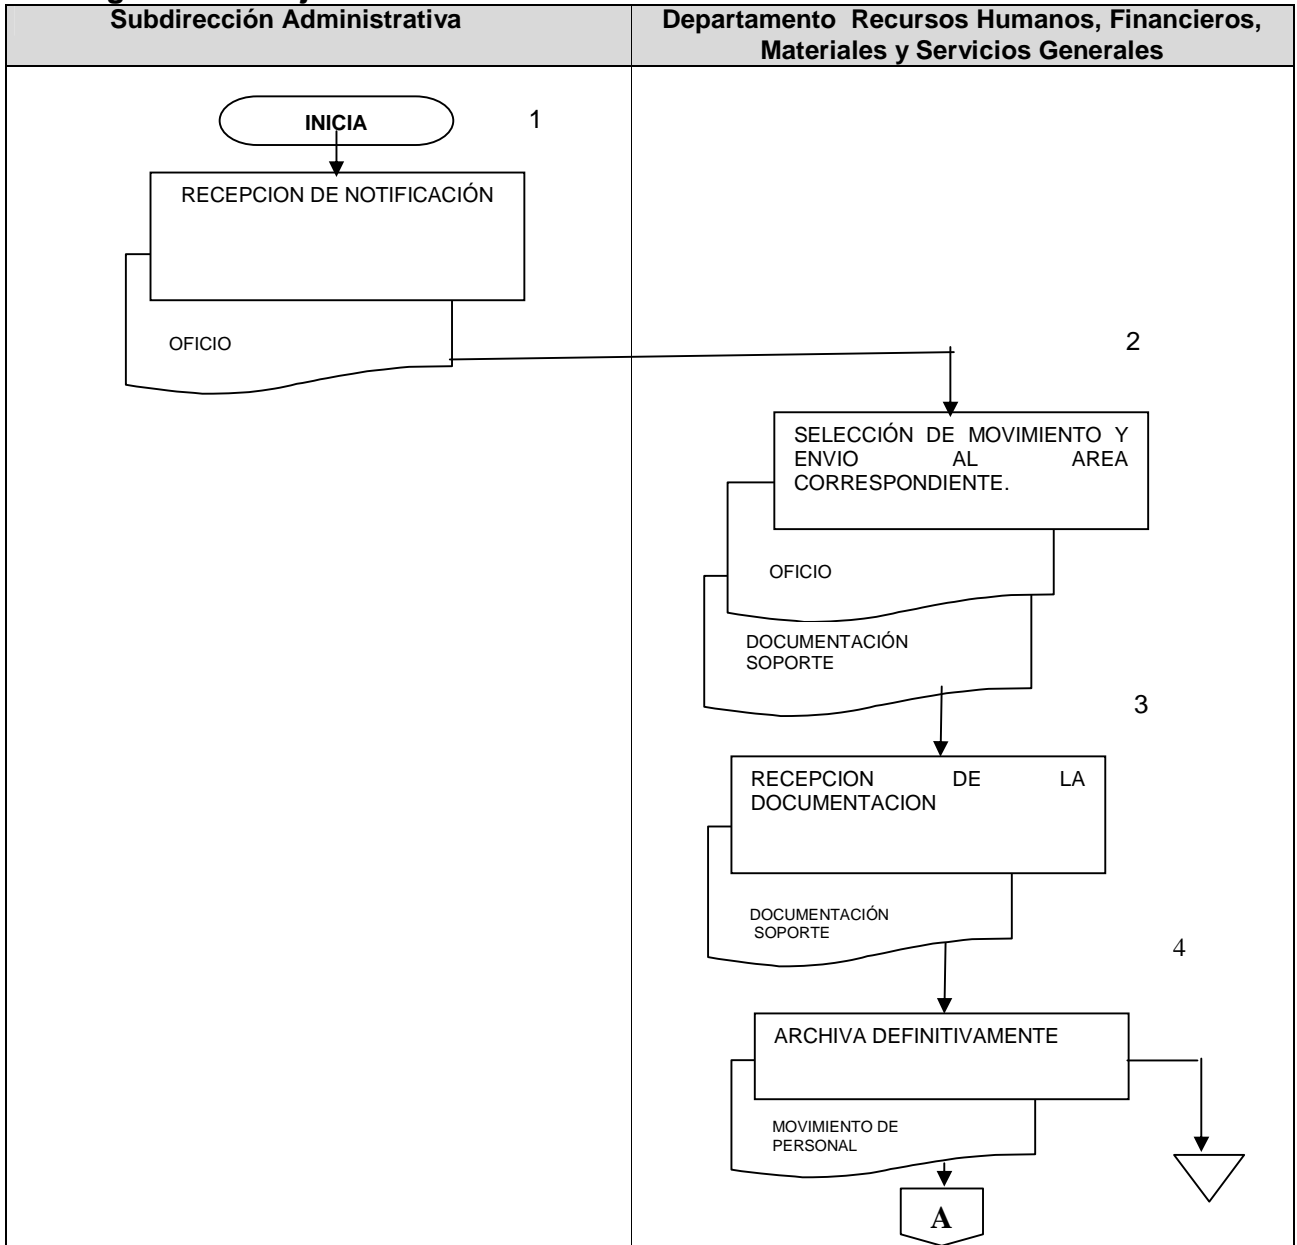 Subdirección Administrativa
Departamento Recursos Humanos, Financieros,
Materiales y Servicios Generales
INICIA
1
RECEPCION DE NOTIFICACIÓN
OFICIO
2
SELECCIÓN DE MOVIMIENTO Y
ENVIO AL AREA
CORRESPONDIENTE.
OFICIO
DOCUMENTACIÓN
SOPORTE
3
RECEPCION DE LA
DOCUMENTACION
DOCUMENTACIÓN
SOPORTE
4
ARCHIVA DEFINITIVAMENTE
MOVIMIENTO DE
PERSONAL
A